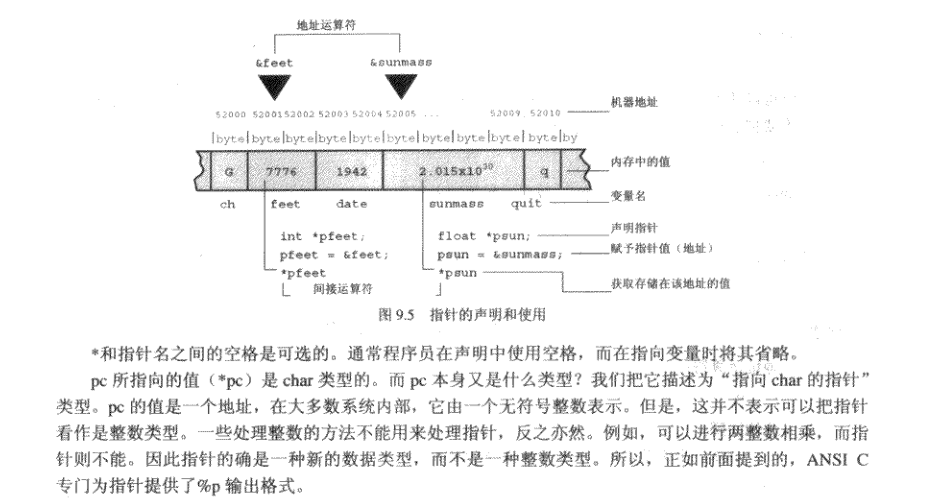 地址运算符
&feet &sunmass
52000 52001 52002 52003 52004 52005 ... 52009 52010 机器地址
byte byte byte byte byte byte byte byte byte byte by
G 7776 1942 2.015x10³⁰ q 内存中的值
ch feet date sunmass quit 变量名
int *pfeet; float *psun; 声明指针
pfeet = &feet; psun = &sunmass; 赋予指针值（地址）
*pfeet *psun
间接运算符 获取存储在该地址的值
图 9.5 指针的声明和使用
*和指针名之间的空格是可选的。通常程序员在声明中使用空格，而在指向变量时将其省略。
pc 所指向的值（*pc）是 char 类型的。而 pc 本身又是什么类型？我们把它描述为“指向 char 的指针”
类型。pc 的值是一个地址，在大多数系统内部，它由一个无符号整数表示。但是，这并不表示可以把指针
看作是整数类型。一些处理整数的方法不能用来处理指针，反之亦然。例如，可以进行两整数相乘，而指
针则不能。因此指针的确是一种新的数据类型，而不是一种整数类型。所以，正如前面提到的，ANSI C
专门为指针提供了%p 输出格式。